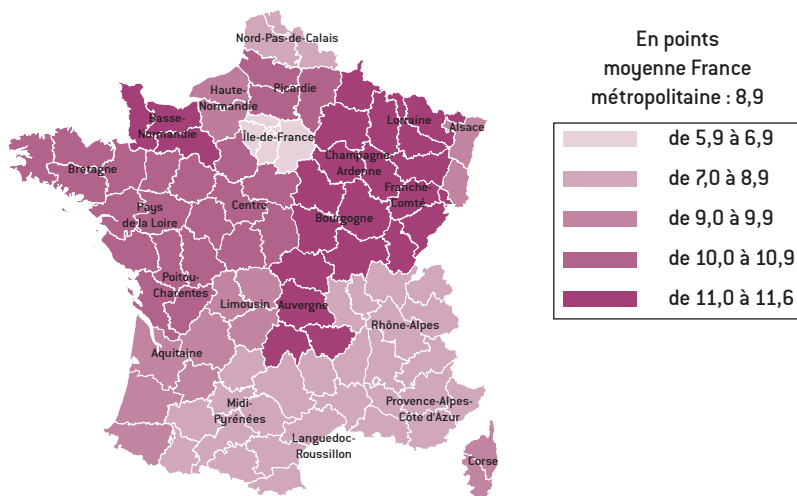 Nord-Pas-de-Calais
Haute-
Normandie
Picardie
Basse-
Normandie
Île-de-France
Lorraine
Alsace
Champagne-
Ardenne
Bretagne
Pays
de la Loire
Centre
Bourgogne
Franche-
Comté
Poitou-
Charentes
Limousin
Auvergne
Rhône-Alpes
Aquitaine
Midi-
Pyrénées
Languedoc-
Roussillon
Provence-Alpes-
Côte d'Azur
Corse
En points
moyenne France
métropolitaine : 8,9
de 5,9 à 6,9
de 7,0 à 8,9
de 9,0 à 9,9
de 10,0 à 10,9
de 11,0 à 11,6